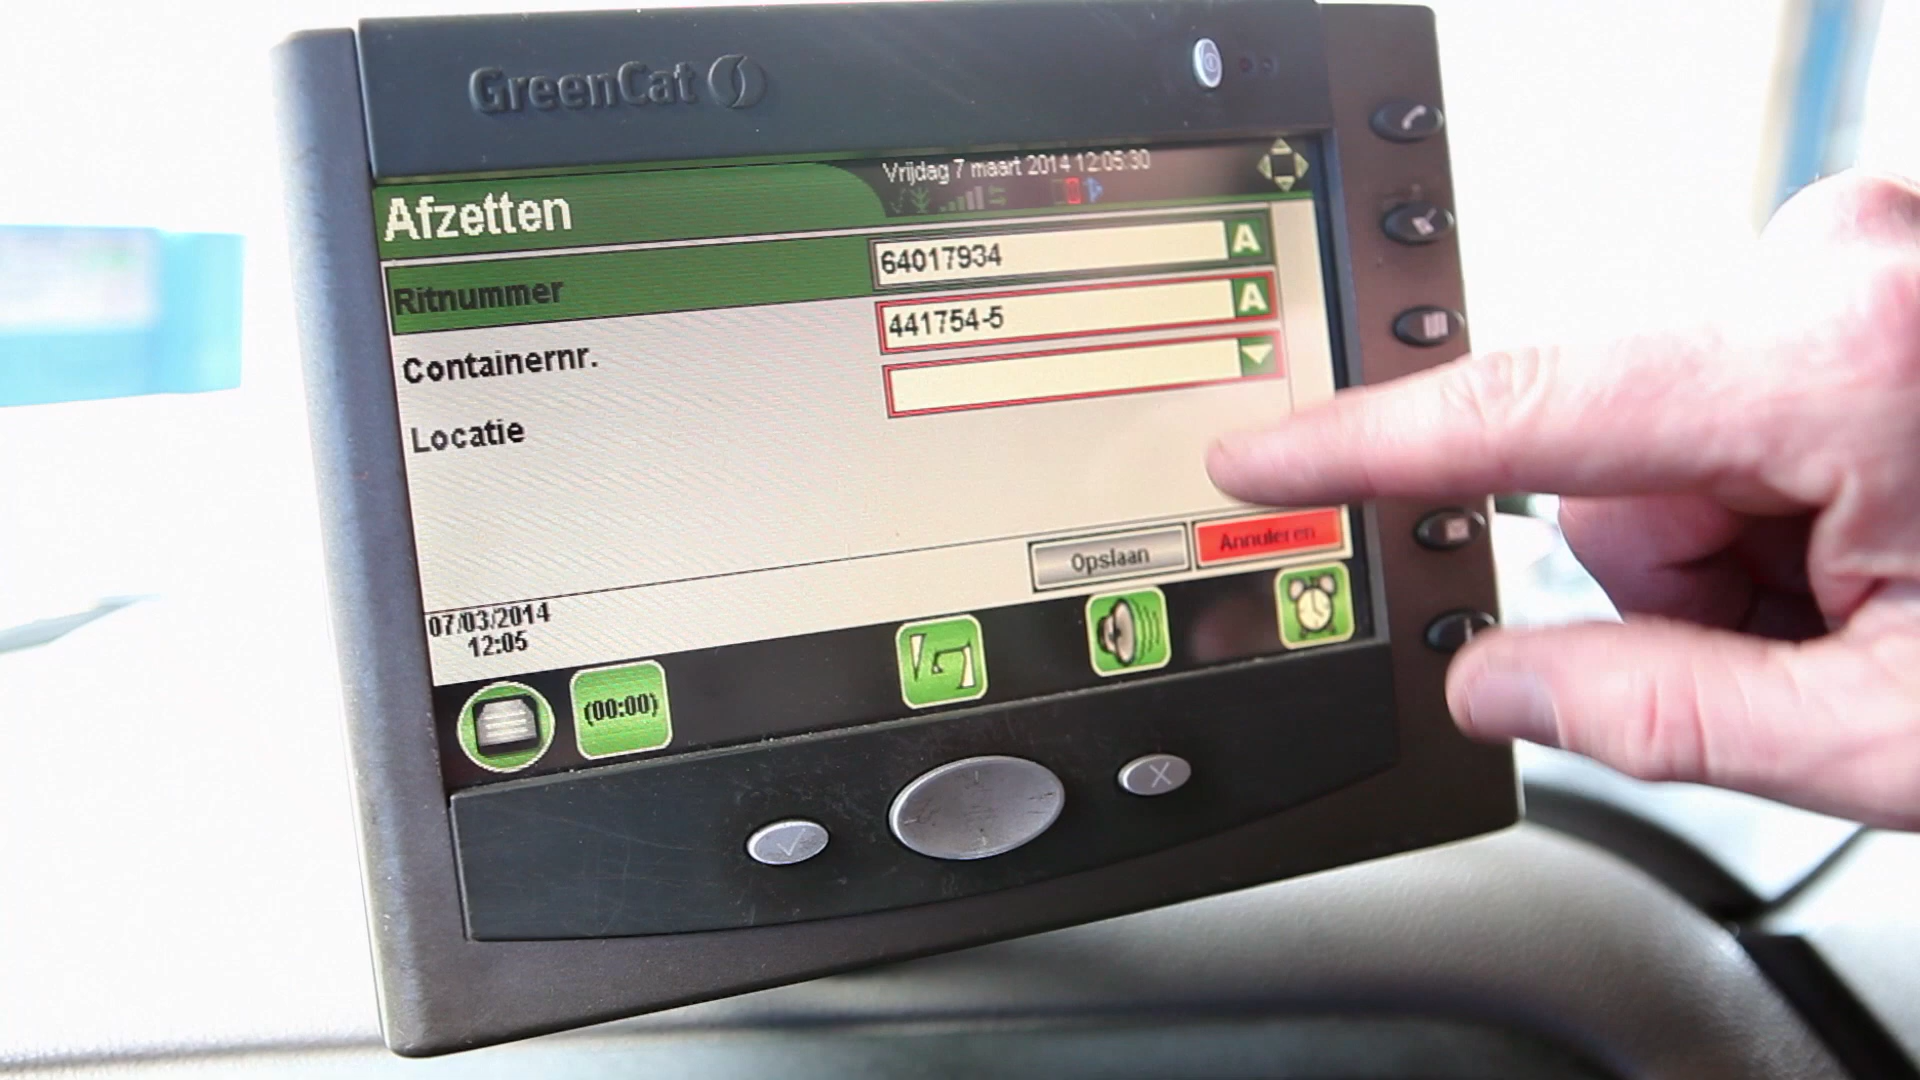 GreenCat
Vrijdag 7 maart 2014 12:05:30
Afzetten
Ritnummer
64017934 A
Containernr.
441754-5 A
Locatie
Opslaan
Annuleren
07/03/2014
12:05
(00:00)